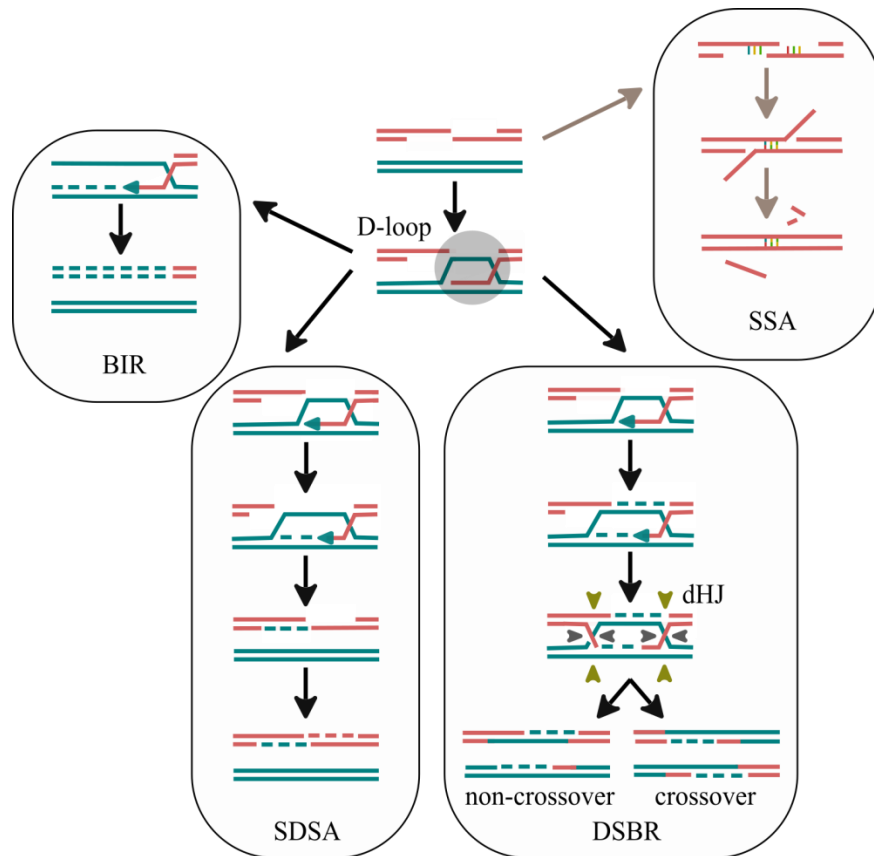 D-loop
SSA
BIR
dHJ
non-crossover
crossover
SDSA
DSBR